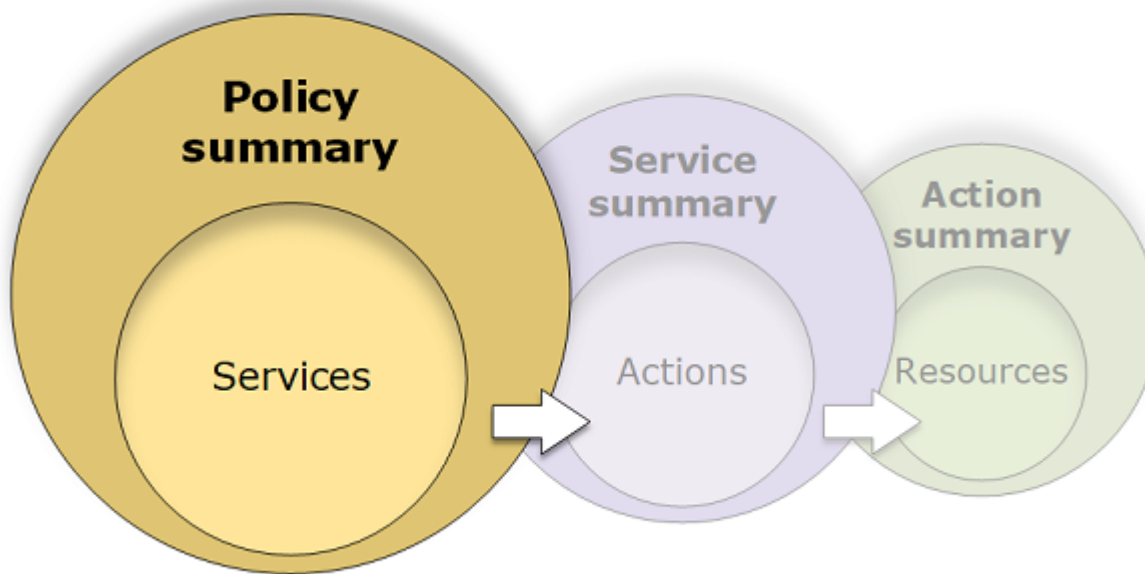 Policy
summary
Services
Service
summary
Actions
Action
summary
Resources